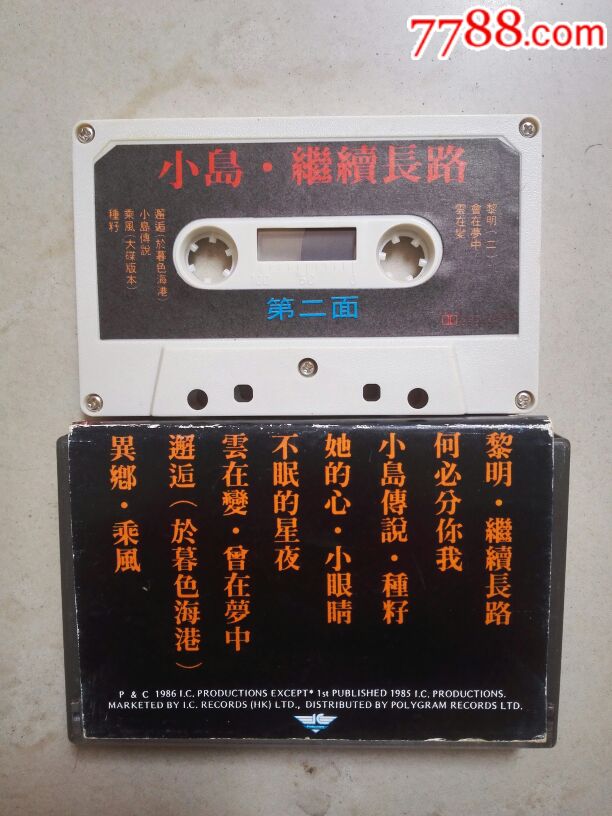 7788.com
小島・繼續長路
黎明(二)
會在夢中
雲在變
邂逅(於暮色海港)
小島傳說
乘風(大碟版本)
種籽
100 50 0
第二面
黎明・繼續長路
何必分你我
小島傳說・種籽
她的心・小眼睛
不眠的星夜
雲在變・曾在夢中
邂逅(於暮色海港)
異鄉・乘風
P & C 1986 I.C. PRODUCTIONS EXCEPT* 1st PUBLISHED 1985 I.C. PRODUCTIONS.
MARKETED BY I.C. RECORDS (HK) LTD., DISTRIBUTED BY POLYGRAM RECORDS LTD.
IC